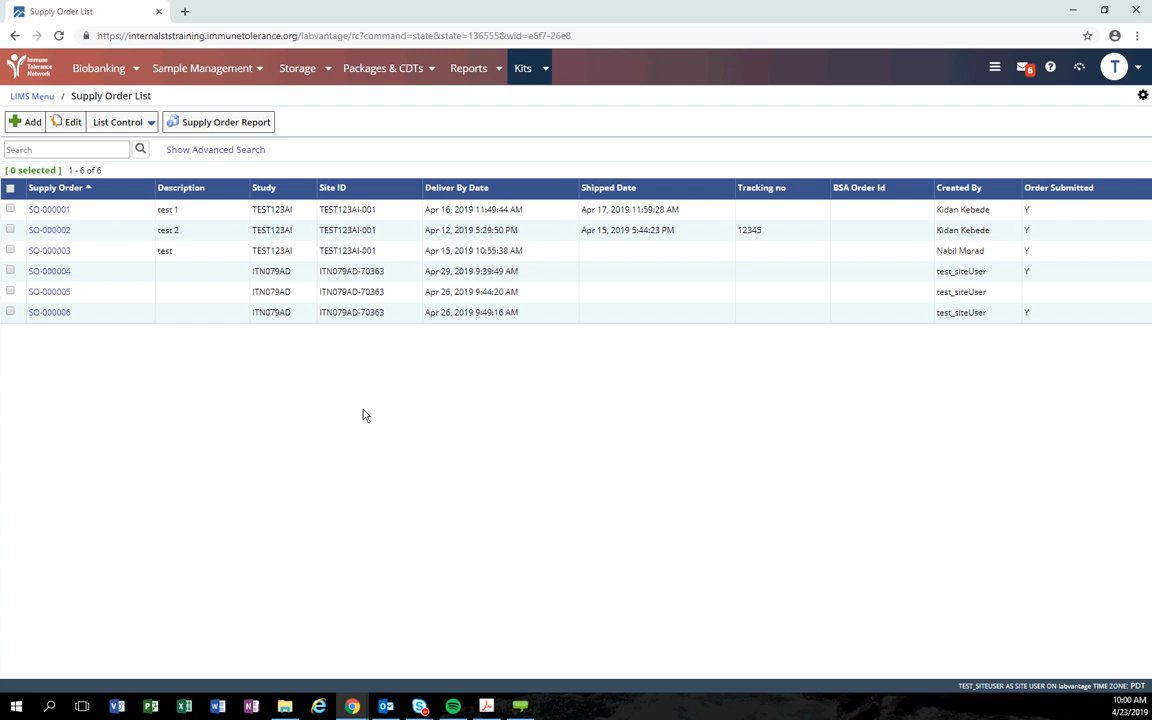 Supply Order List
https://internalststraining.immunetolerance.org/labvantage/rc?command=state&state=136555&wid=e6f7-26e8
Immune Tolerance Network
Biobanking Sample Management Storage Packages & CDTs Reports Kits 6 T
LIMS Menu / Supply Order List
Add Edit List Control Supply Order Report
Search Show Advanced Search
[ 0 selected ] 1 - 6 of 6
Supply Order Description Study Site ID Deliver By Date Shipped Date Tracking no BSA Order Id Created By Order Submitted
SO-000001 test 1 TEST123AI TEST123AI-001 Apr 16, 2019 11:49:44 AM Apr 17, 2019 11:59:28 AM Kidan Kebede Y
SO-000002 test 2 TEST123AI TEST123AI-001 Apr 12, 2019 5:29:50 PM Apr 15, 2019 5:44:23 PM 12345 Kidan Kebede Y
SO-000003 test TEST123AI TEST123AI-001 Apr 15, 2019 10:55:38 AM Nabil Morad Y
SO-000004 ITN079AD ITN079AD-70363 Apr 29, 2019 9:39:49 AM test_siteUser Y
SO-000005 ITN079AD ITN079AD-70363 Apr 26, 2019 9:44:20 AM test_siteUser
SO-000006 ITN079AD ITN079AD-70363 Apr 26, 2019 9:49:16 AM test_siteUser Y
TEST_SITEUSER AS SITE USER ON labvantage TIME ZONE: PDT
10:00 AM
4/23/2019